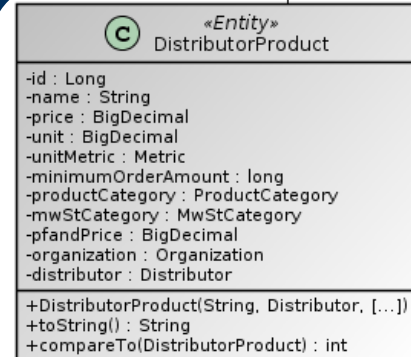 C
«Entity»
DistributorProduct
-id : Long
-name : String
-price : BigDecimal
-unit : BigDecimal
-unitMetric : Metric
-minimumOrderAmount : long
-productCategory : ProductCategory
-mwStCategory : MwStCategory
-pfandPrice : BigDecimal
-organization : Organization
-distributor : Distributor
+DistributorProduct(String, Distributor, [...])
+toString() : String
+compareTo(DistributorProduct) : int